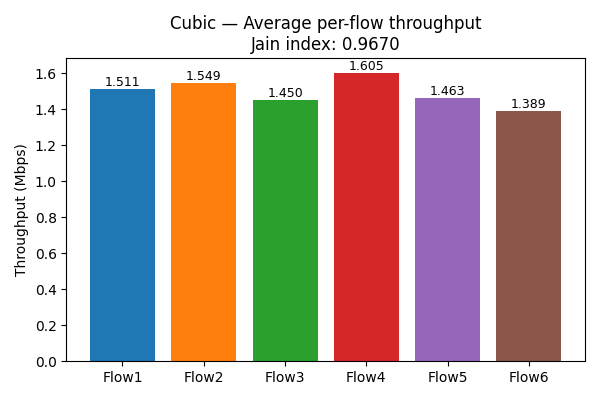 Cubic — Average per-flow throughput
Jain index: 0.9670
Throughput (Mbps)
1.6
1.4
1.2
1.0
0.8
0.6
0.4
0.2
0.0
1.511
1.549
1.450
1.605
1.463
1.389
Flow1
Flow2
Flow3
Flow4
Flow5
Flow6